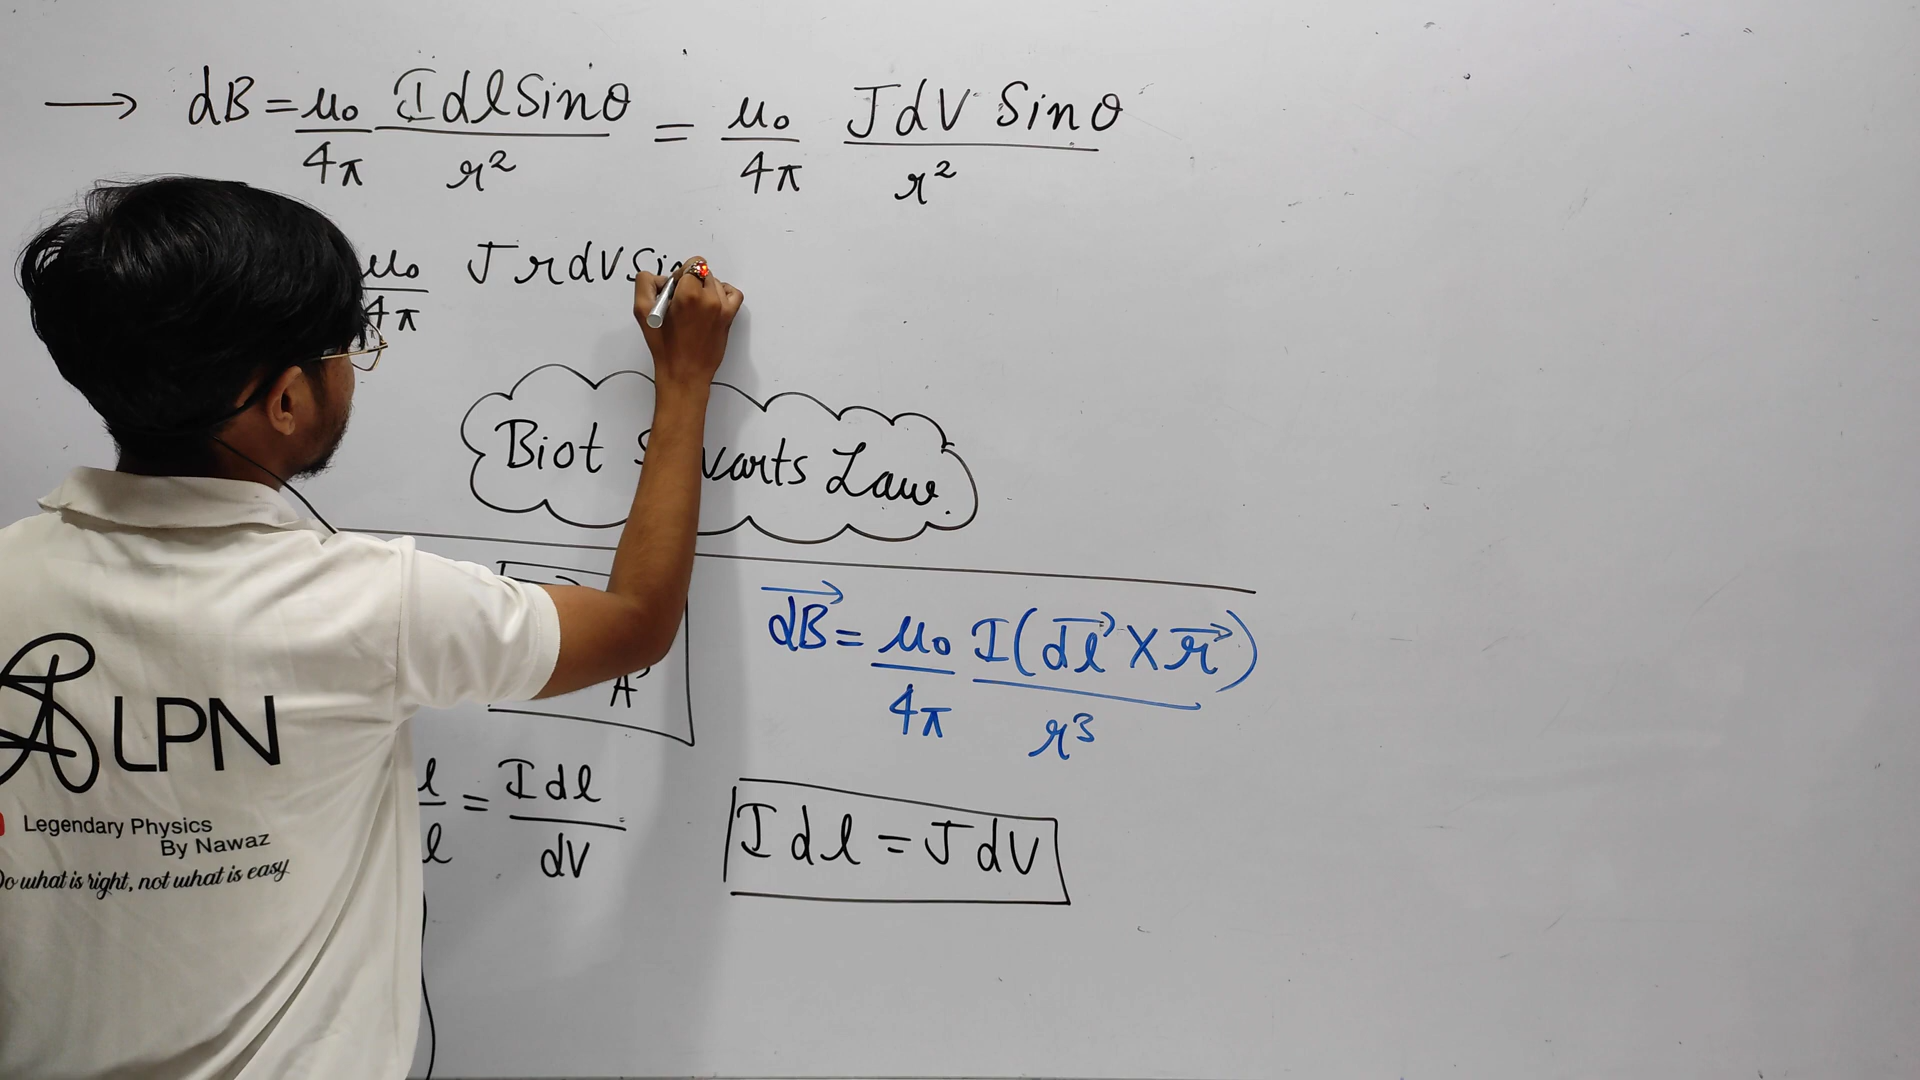 → dB = μ₀/4π Idl Sinθ/r² = μ₀/4π JdV Sinθ/r²
μ₀/4π J r dV Sin
Biot Law.
A
dB⃗ = μ₀/4π I(dl⃗ X r⃗)/r³
l/l = Idl/dV
Idl = JdV
LPN
Legendary Physics
By Nawaz
Do what is right, not what is easy